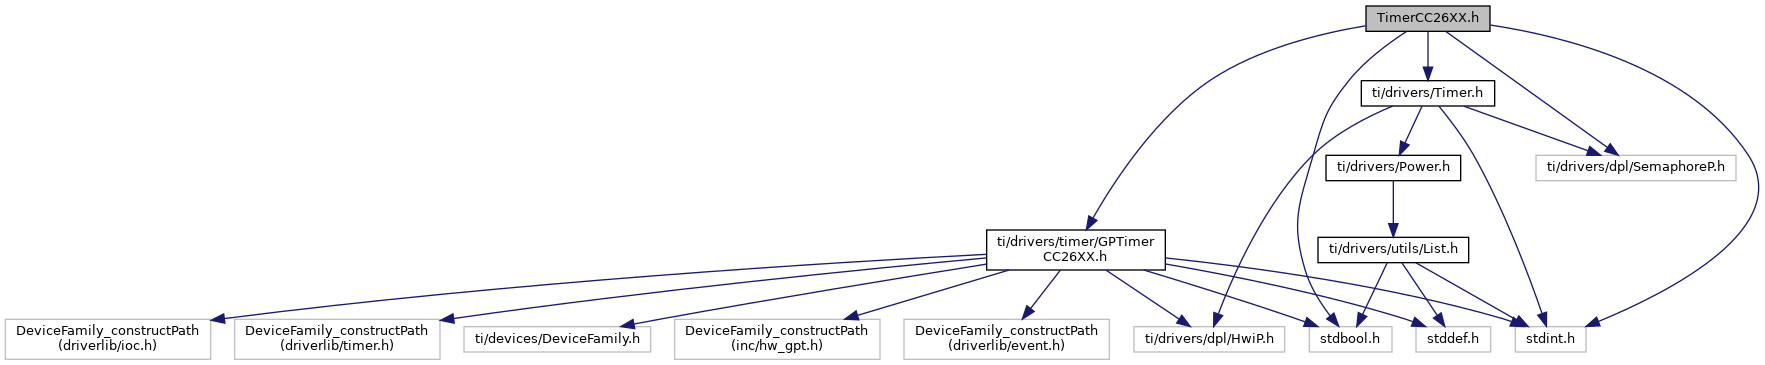 TimerCC26XX.h
ti/drivers/Timer.h
ti/drivers/Power.h
ti/drivers/dpl/SemaphoreP.h
ti/drivers/timer/GPTimer
CC26XX.h
ti/drivers/utils/List.h
DeviceFamily_constructPath
(driverlib/ioc.h)
DeviceFamily_constructPath
(driverlib/timer.h)
ti/devices/DeviceFamily.h
DeviceFamily_constructPath
(inc/hw_gpt.h)
DeviceFamily_constructPath
(driverlib/event.h)
ti/drivers/dpl/HwiP.h
stdbool.h
stddef.h
stdint.h